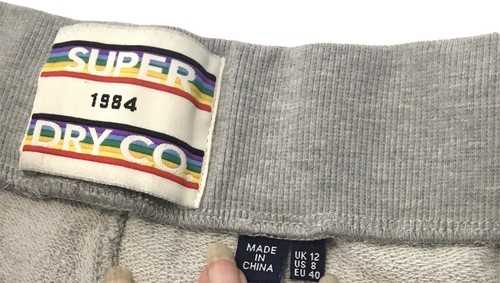 SUPER
1984
DRY CO.
MADE
IN
CHINA
UK 12
US 8
EU 40